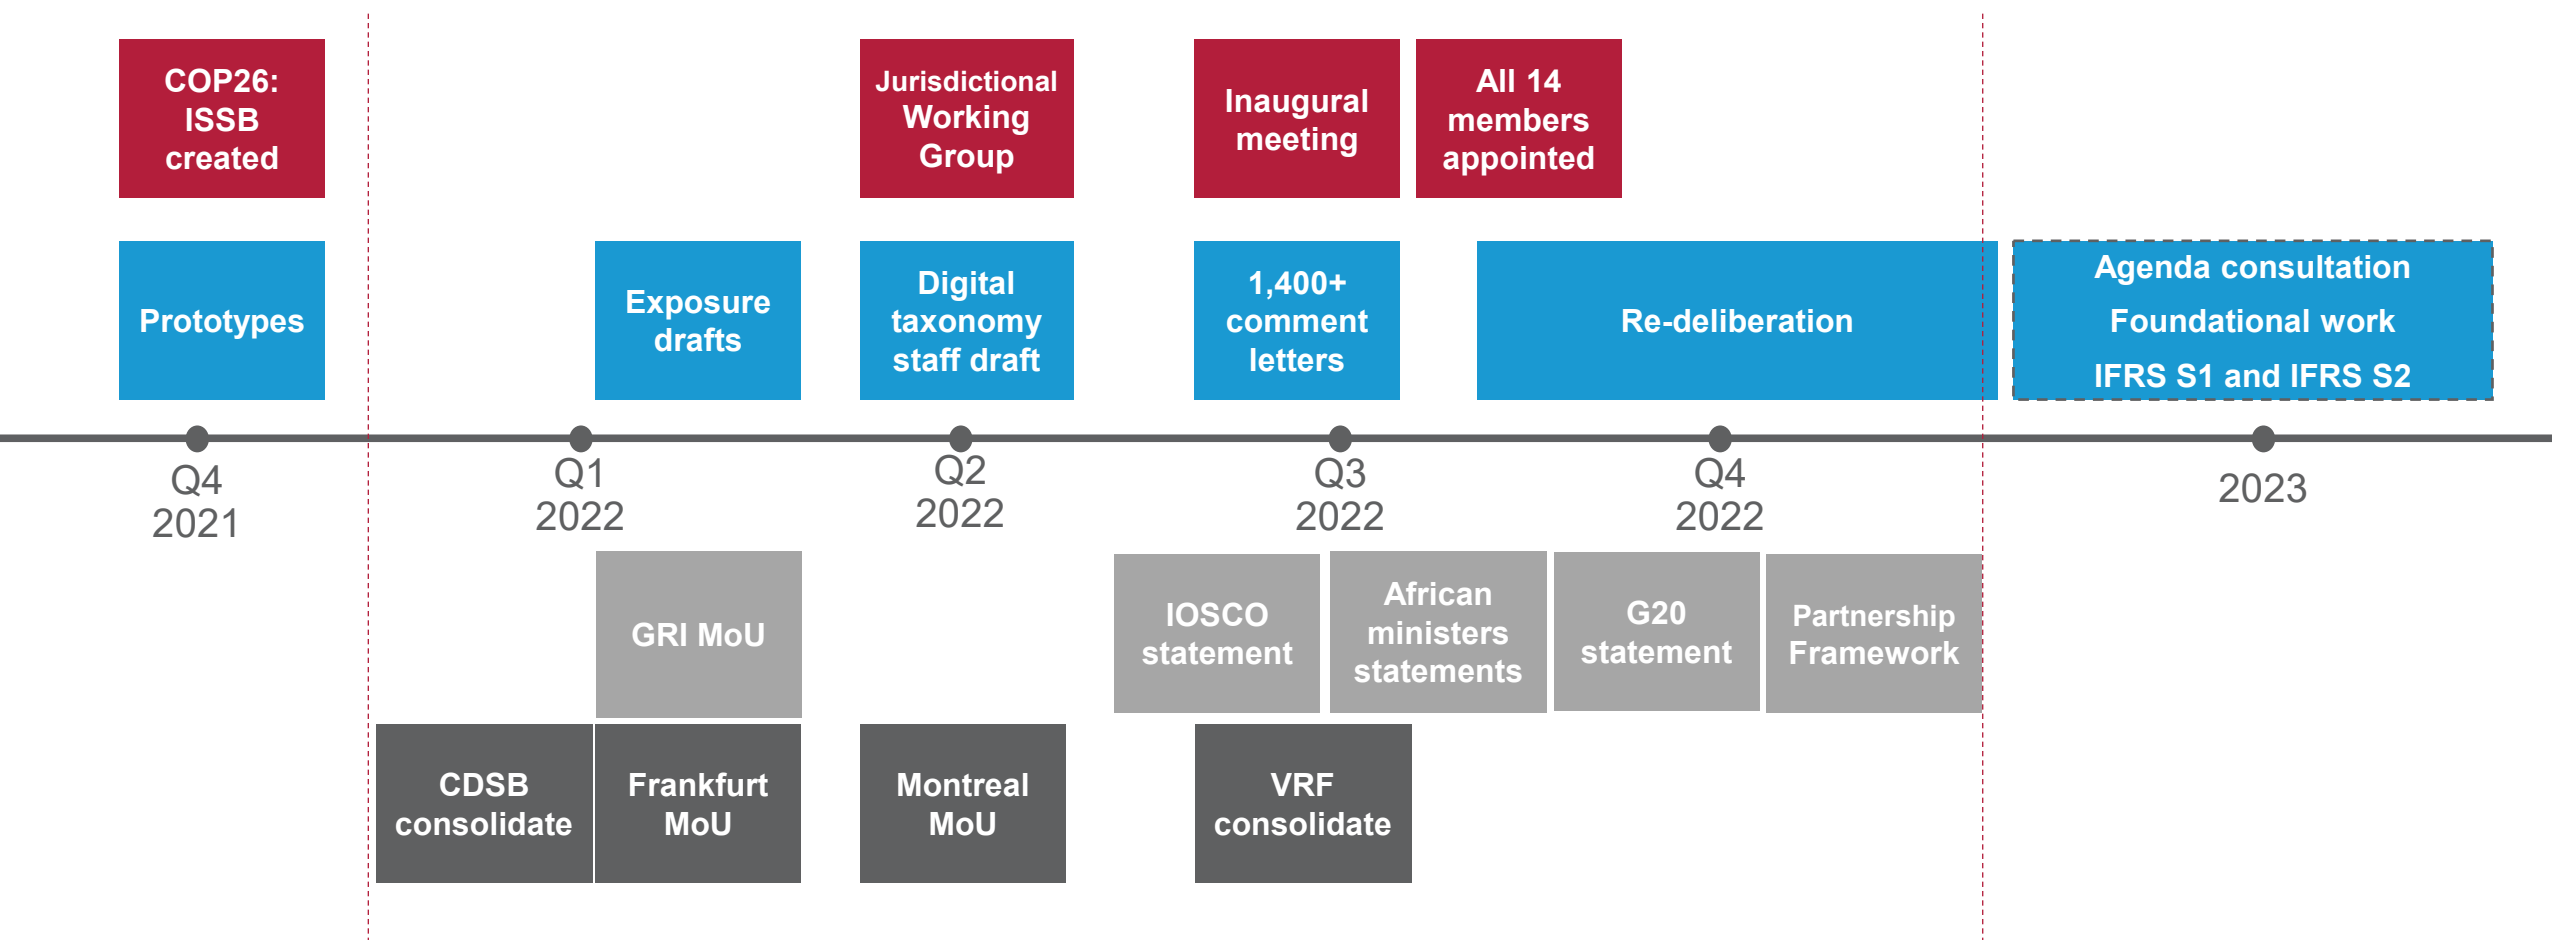 COP26:
ISSB
created
Jurisdictional
Working
Group
Inaugural
meeting
All 14
members
appointed
Prototypes
Exposure
drafts
Digital
taxonomy
staff draft
1,400+
comment
letters
Re-deliberation
Agenda consultation
Foundational work
IFRS S1 and IFRS S2
Q4
2021
Q1
2022
Q2
2022
Q3
2022
Q4
2022
2023
GRI MoU
IOSCO
statement
African
ministers
statements
G20
statement
Partnership
Framework
CDSB
consolidate
Frankfurt
MoU
Montreal
MoU
VRF
consolidate